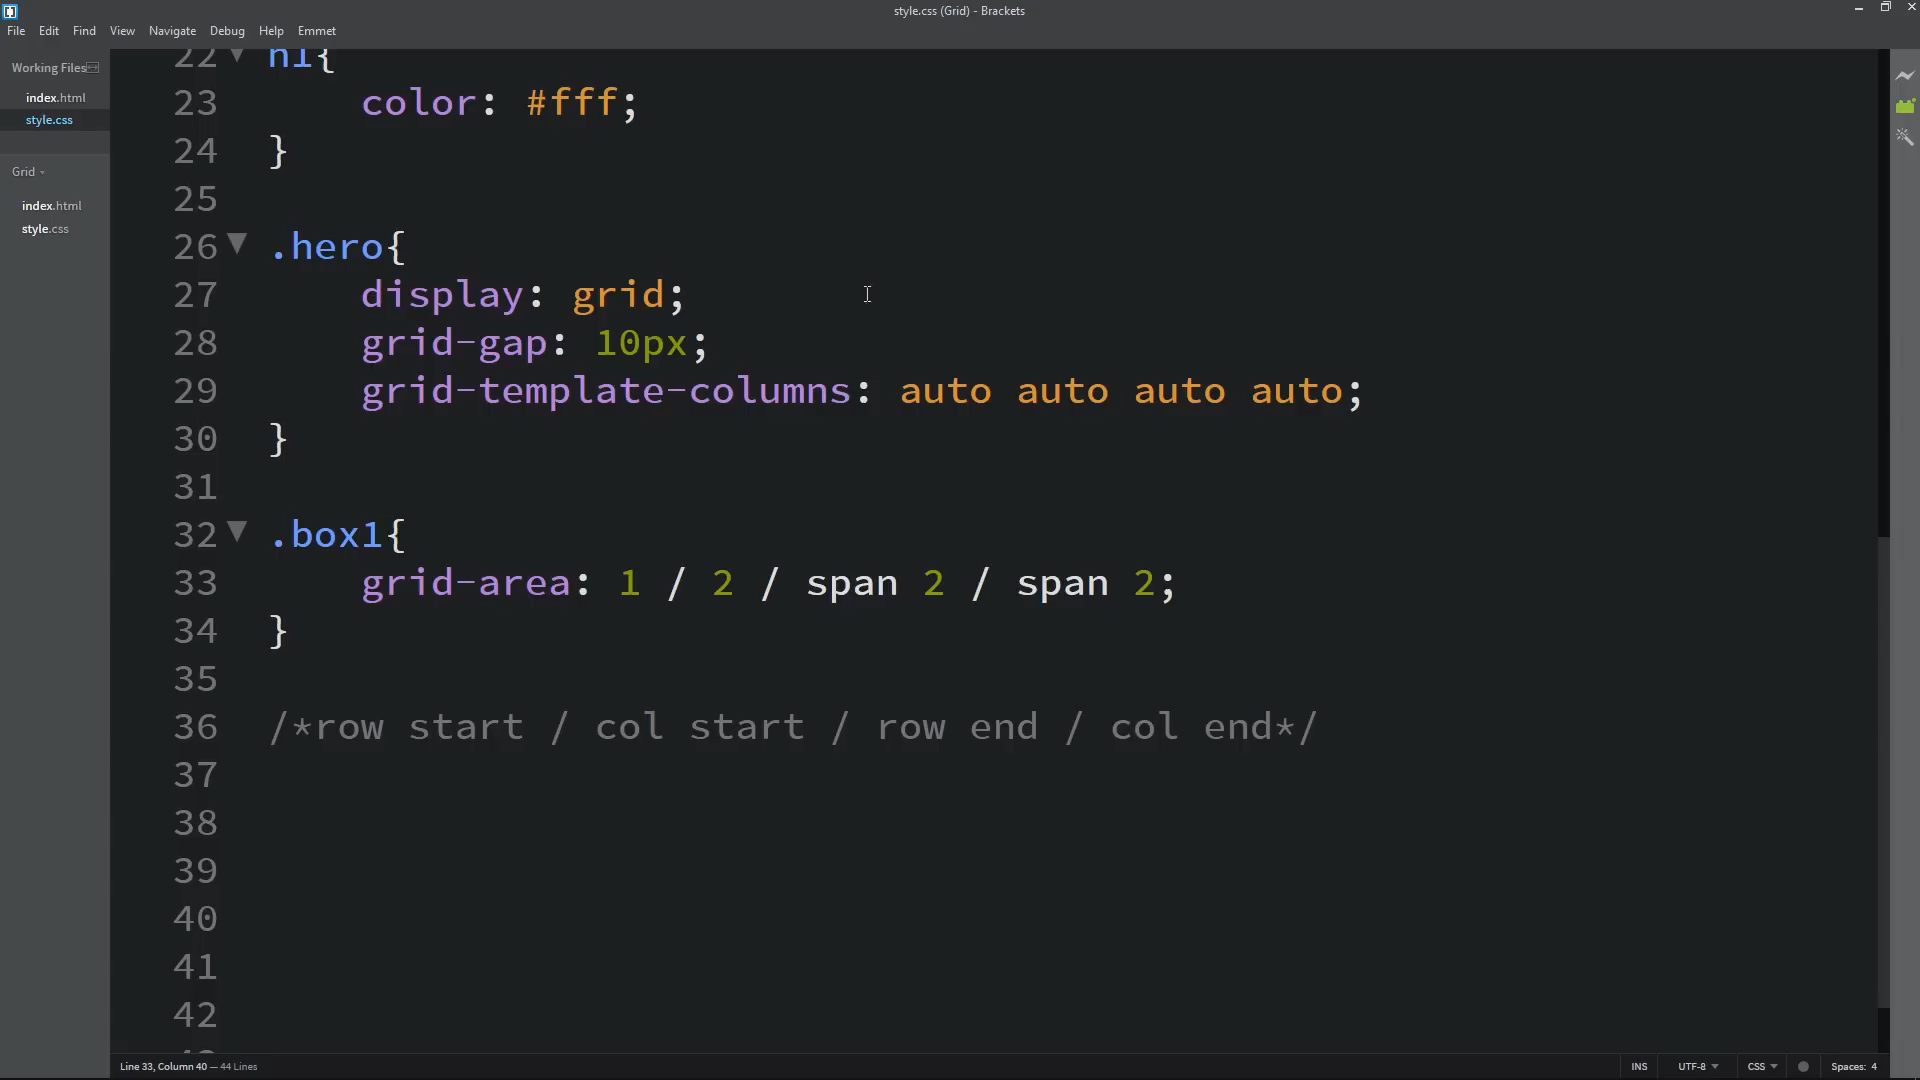 style.css (Grid) - Brackets
File Edit Find View Navigate Debug Help Emmet
Working Files
index.html
style.css
Grid
index.html
style.css
22 h1{
23 color: #fff;
24 }
25
26 .hero{
27 display: grid;
28 grid-gap: 10px;
29 grid-template-columns: auto auto auto auto;
30 }
31
32 .box1{
33 grid-area: 1 / 2 / span 2 / span 2;
34 }
35
36 /*row start / col start / row end / col end*/
37
38
39
40
41
42
Line 33, Column 40 — 44 Lines
INS UTF-8 CSS Spaces: 4